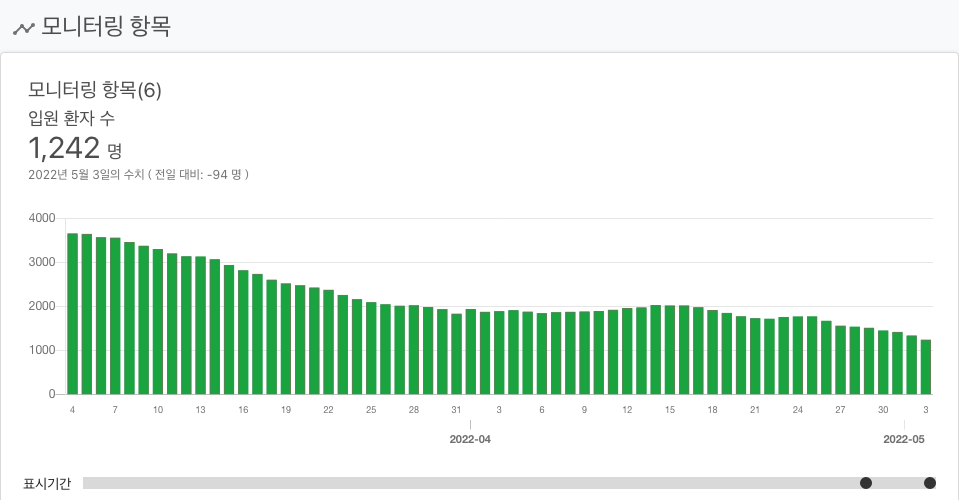 모니터링 항목
모니터링 항목(6)
입원 환자 수
1,242 명
2022년 5월 3일의 수치 ( 전일 대비: -94 명 )
4000
3000
2000
1000
0
4 7 10 13 16 19 22 25 28 31 3 6 9 12 15 18 21 24 27 30 3
2022-04 2022-05
표시기간